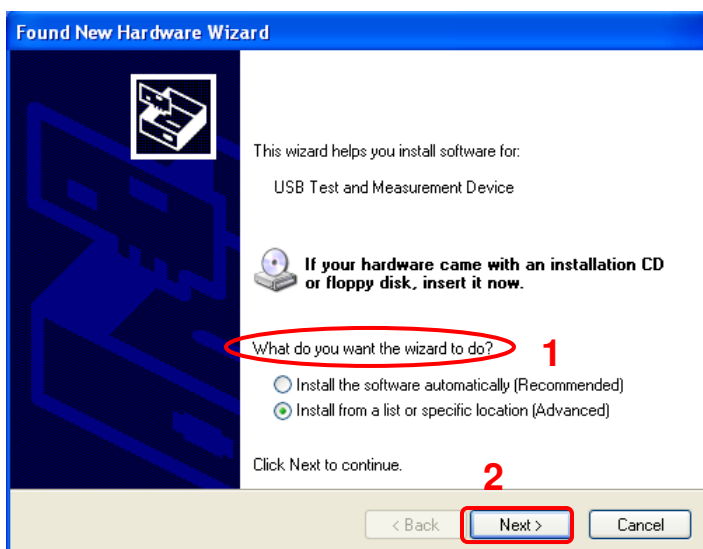 Found New Hardware Wizard
This wizard helps you install software for:
USB Test and Measurement Device
If your hardware came with an installation CD
or floppy disk, insert it now.
What do you want the wizard to do?
1
Install the software automatically (Recommended)
Install from a list or specific location (Advanced)
Click Next to continue.
2
< Back
Next >
Cancel